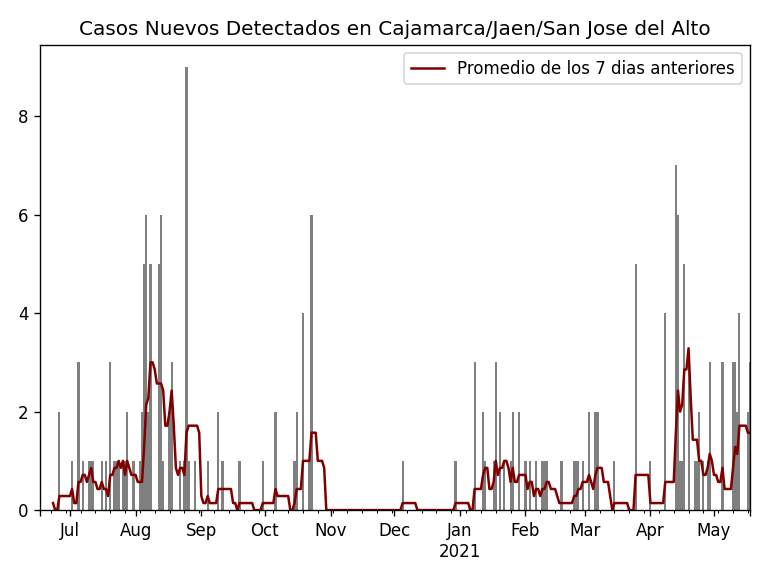 Casos Nuevos Detectados en Cajamarca/Jaen/San Jose del Alto
Promedio de los 7 dias anteriores
8
6
4
2
0
Jul Aug Sep Oct Nov Dec Jan Feb Mar Apr May
2021